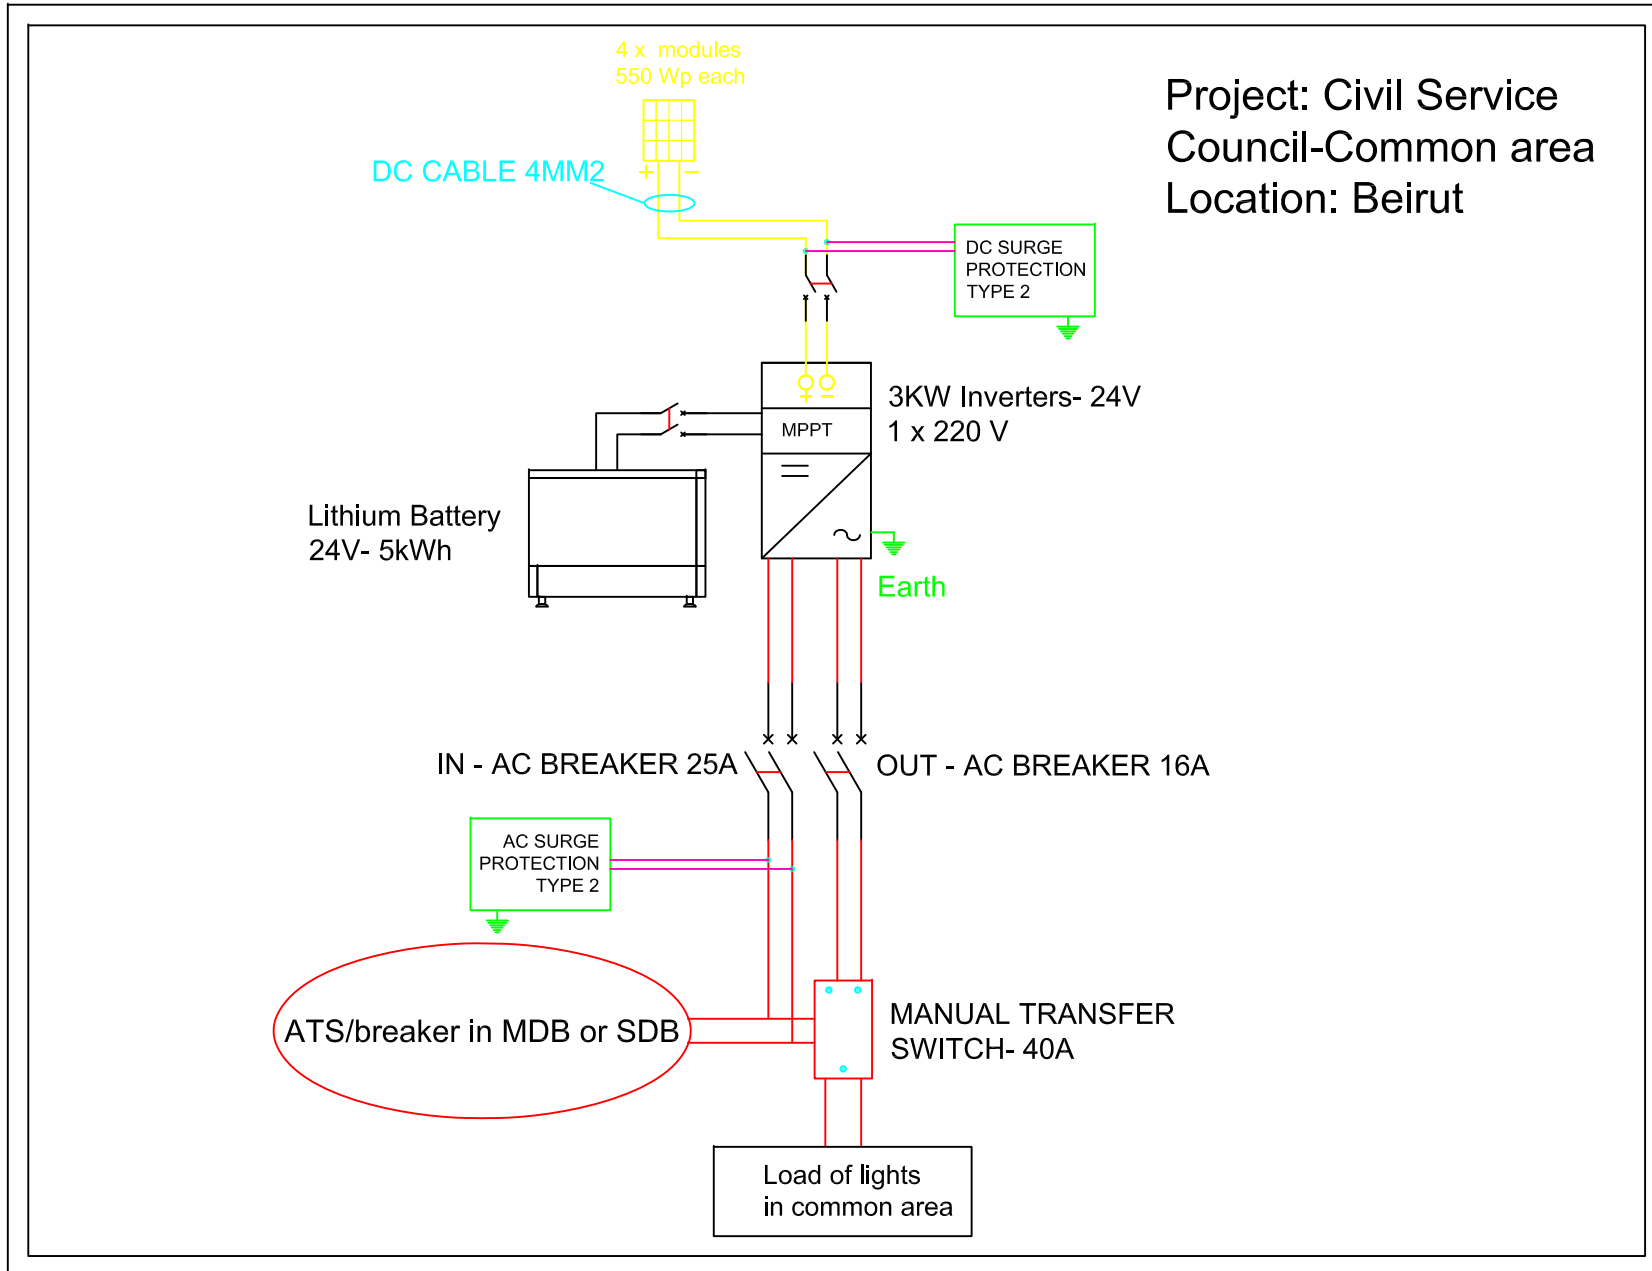 4 x modules
550 Wp each
Project: Civil Service
Council-Common area
Location: Beirut
DC CABLE 4MM2
+ −
DC SURGE
PROTECTION
TYPE 2
+ −
3KW Inverters- 24V
1 x 220 V
MPPT
Lithium Battery
24V- 5kWh
Earth
IN - AC BREAKER 25A
OUT - AC BREAKER 16A
AC SURGE
PROTECTION
TYPE 2
ATS/breaker in MDB or SDB
MANUAL TRANSFER
SWITCH- 40A
Load of lights
in common area